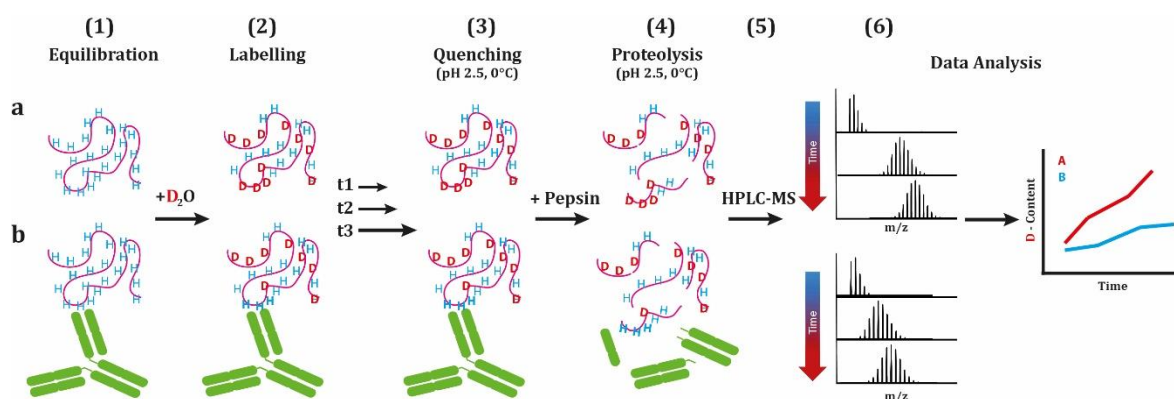 (1)
Equilibration
(2)
Labelling
(3)
Quenching
(pH 2.5, 0°C)
(4)
Proteolysis
(pH 2.5, 0°C)
(5)
(6)
Data Analysis
a
+D₂O
t1
t2
t3
+ Pepsin
HPLC-MS
Time
m/z
A
B
D - Content
Time
b
Time
m/z